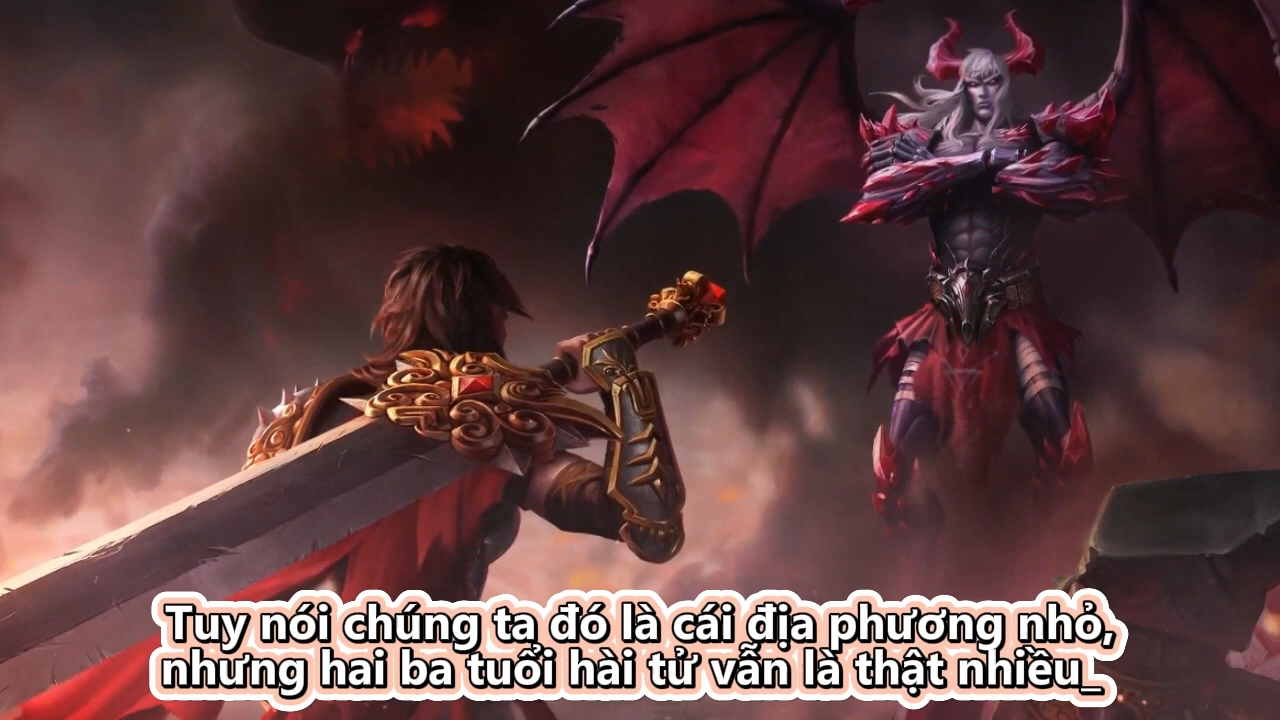 Tuy nói chúng ta đó là cái địa phương nhỏ,
nhưng hai ba tuổi hài tử vẫn là thật nhiều_